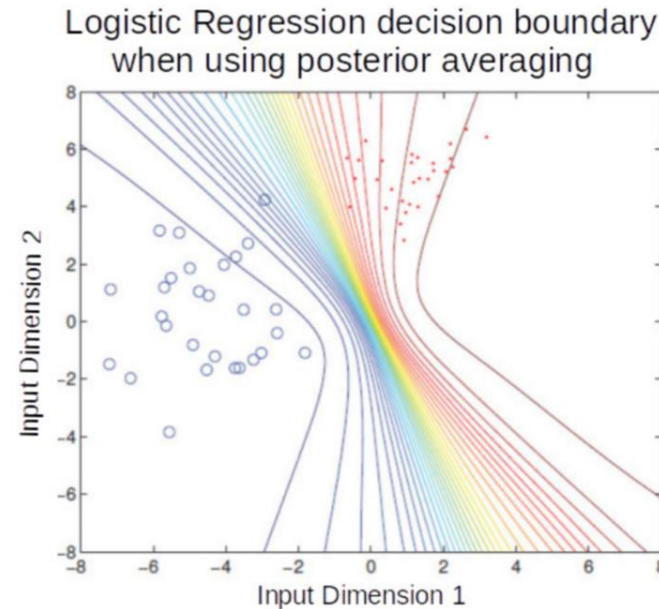 Logistic Regression decision boundary
when using posterior averaging
8
6
4
2
0
-2
-4
-6
-8
Input Dimension 2
-8 -6 -4 -2 0 2 4 6 8
Input Dimension 1